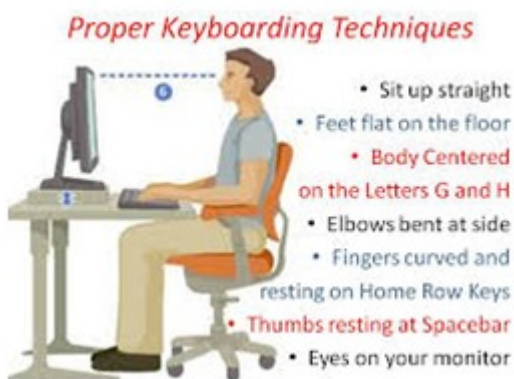 Proper Keyboarding Techniques
• Sit up straight
• Feet flat on the floor
• Body Centered
on the Letters G and H
• Elbows bent at side
• Fingers curved and
resting on Home Row Keys
• Thumbs resting at Spacebar
• Eyes on your monitor